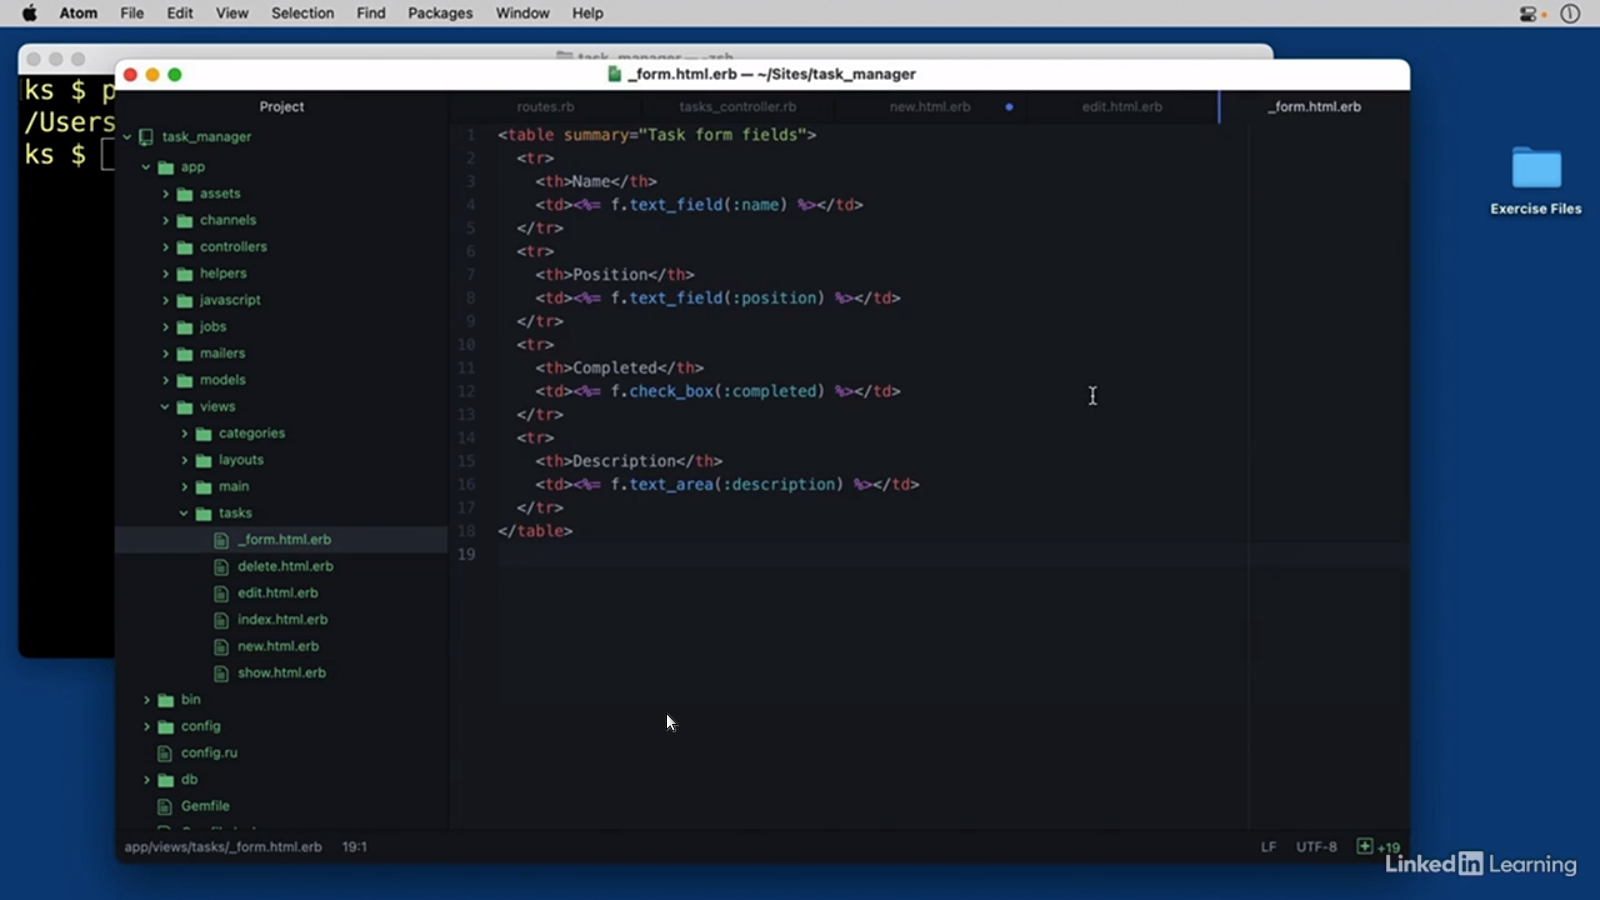 Atom File Edit View Selection Find Packages Window Help
task_manager — -zsh
_form.html.erb — ~/Sites/task_manager
ks $ p
/Users
ks $
Project
task_manager
app
assets
channels
controllers
helpers
javascript
jobs
mailers
models
views
categories
layouts
main
tasks
_form.html.erb
delete.html.erb
edit.html.erb
index.html.erb
new.html.erb
show.html.erb
bin
config
config.ru
db
Gemfile
routes.rb tasks_controller.rb new.html.erb edit.html.erb _form.html.erb
1 <table summary="Task form fields">
2 <tr>
3 <th>Name</th>
4 <td><%= f.text_field(:name) %></td>
5 </tr>
6 <tr>
7 <th>Position</th>
8 <td><%= f.text_field(:position) %></td>
9 </tr>
10 <tr>
11 <th>Completed</th>
12 <td><%= f.check_box(:completed) %></td>
13 </tr>
14 <tr>
15 <th>Description</th>
16 <td><%= f.text_area(:description) %></td>
17 </tr>
18 </table>
19
Exercise Files
app/views/tasks/_form.html.erb 19:1 LF UTF-8 +19
LinkedIn Learning